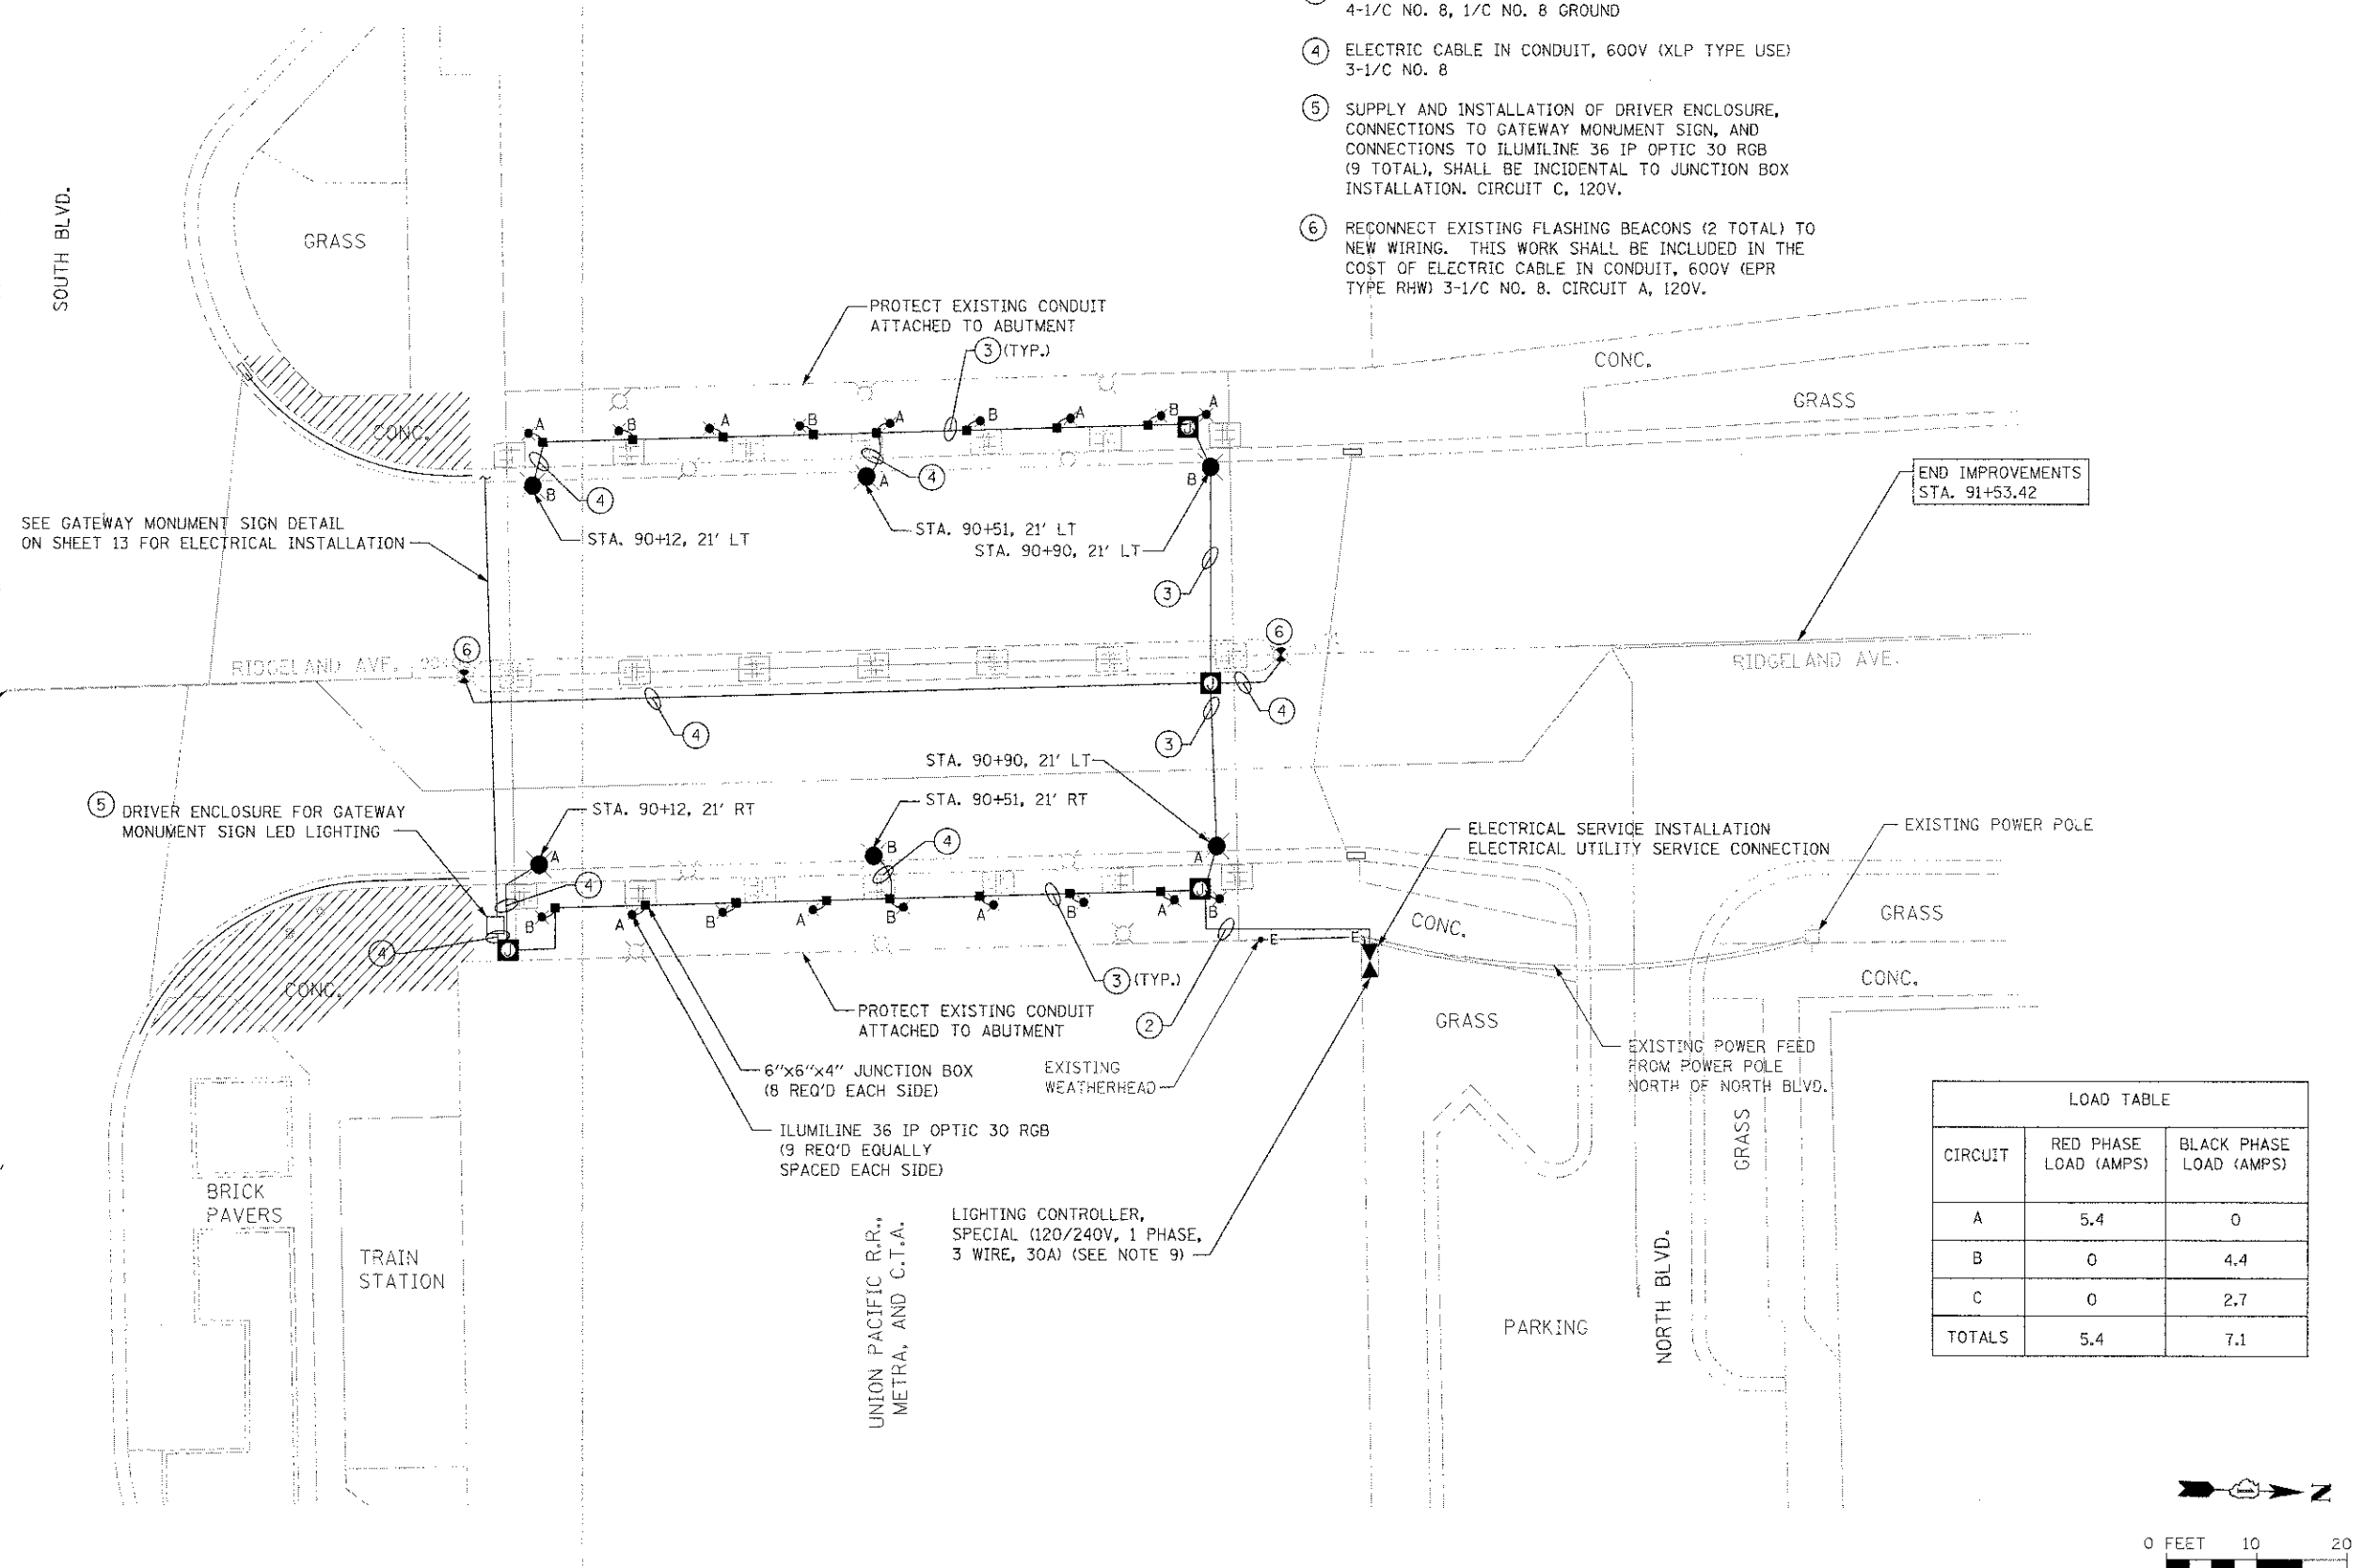 4-1/C NO. 8, 1/C NO. 8 GROUND
4 ELECTRIC CABLE IN CONDUIT, 600V (XLP TYPE USE)
3-1/C NO. 8
5 SUPPLY AND INSTALLATION OF DRIVER ENCLOSURE,
CONNECTIONS TO GATEWAY MONUMENT SIGN, AND
CONNECTIONS TO ILUMILINE 36 IP OPTIC 30 RGB
(9 TOTAL), SHALL BE INCIDENTAL TO JUNCTION BOX
INSTALLATION. CIRCUIT C, 120V.
6 RECONNECT EXISTING FLASHING BEACONS (2 TOTAL) TO
NEW WIRING. THIS WORK SHALL BE INCLUDED IN THE
COST OF ELECTRIC CABLE IN CONDUIT, 600V (EPR
TYPE RHW) 3-1/C NO. 8. CIRCUIT A, 120V.
SOUTH BLVD.
GRASS
PROTECT EXISTING CONDUIT
ATTACHED TO ABUTMENT
3 (TYP.)
CONC.
GRASS
CONC.
A
B
A
B
A
B
A
B
A
J
4
4
B
A
B
STA. 90+12, 21' LT
STA. 90+51, 21' LT
STA. 90+90, 21' LT
END IMPROVEMENTS
STA. 91+53.42
SEE GATEWAY MONUMENT SIGN DETAIL
ON SHEET 13 FOR ELECTRICAL INSTALLATION
3
6
6
RIDGELAND AVE.
RIDGELAND AVE.
J
4
4
3
STA. 90+90, 21' LT
STA. 90+12, 21' RT
STA. 90+51, 21' RT
5 DRIVER ENCLOSURE FOR GATEWAY
MONUMENT SIGN LED LIGHTING
ELECTRICAL SERVICE INSTALLATION
ELECTRICAL UTILITY SERVICE CONNECTION
EXISTING POWER POLE
A
B
A
4
4
J
B
A
B
A
B
A
B
A
B
4
J
E
E
CONC.
GRASS
CONC.
CONC.
3 (TYP.)
PROTECT EXISTING CONDUIT
ATTACHED TO ABUTMENT
2
GRASS
EXISTING POWER FEED
FROM POWER POLE
NORTH OF NORTH BLVD.
6"x6"x4" JUNCTION BOX
(8 REQ'D EACH SIDE)
EXISTING
WEATHERHEAD
ILUMILINE 36 IP OPTIC 30 RGB
(9 REQ'D EQUALLY
SPACED EACH SIDE)
GRASS
BRICK
PAVERS
TRAIN
STATION
UNION PACIFIC R.R.,
METRA, AND C.T.A.
LIGHTING CONTROLLER,
SPECIAL (120/240V, 1 PHASE,
3 WIRE, 30A) (SEE NOTE 9)
PARKING
NORTH BLVD.
LOAD TABLE
CIRCUIT RED PHASE LOAD (AMPS) BLACK PHASE LOAD (AMPS)
A 5.4 0
B 0 4.4
C 0 2.7
TOTALS 5.4 7.1
N
0 FEET 10 20